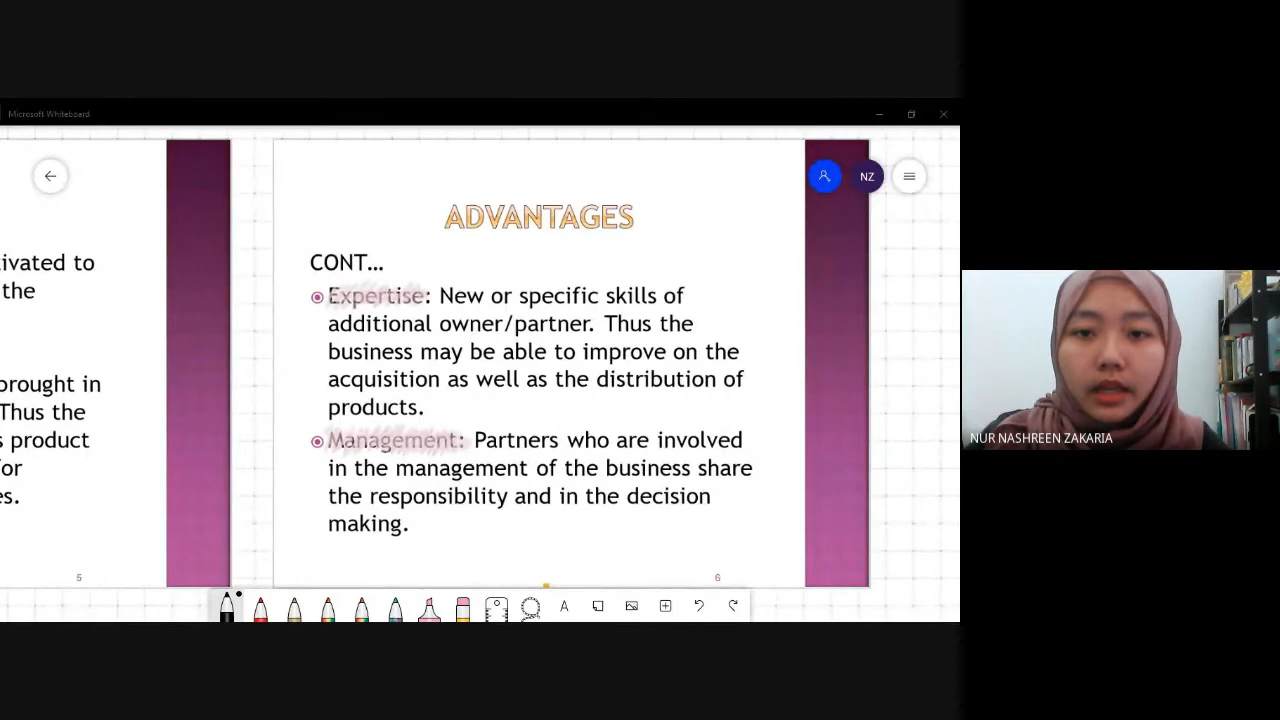 Microsoft Whiteboard
NZ
ivated to
the
brought in
Thus the
s product
or
es.
5
ADVANTAGES
CONT...
Expertise: New or specific skills of
additional owner/partner. Thus the
business may be able to improve on the
acquisition as well as the distribution of
products.
Management: Partners who are involved
in the management of the business share
the responsibility and in the decision
making.
6
A
NUR NASHREEN ZAKARIA